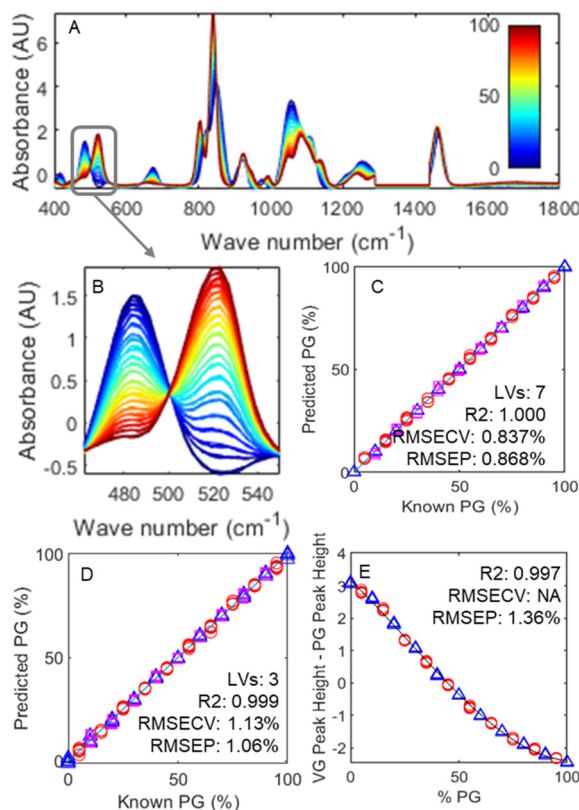 A
100
50
0
6
4
2
0
Absorbance (AU)
400 600 800 1000 1200 1400 1600 1800
Wave number (cm-1)
B
1.5
1
0.5
0
-0.5
Absorbance (AU)
480 500 520 540
Wave number (cm-1)
C
100
50
0
Predicted PG (%)
LVs: 7
R2: 1.000
RMSECV: 0.837%
RMSEP: 0.868%
0 50 100
Known PG (%)
D
100
50
0
Predicted PG (%)
LVs: 3
R2: 0.999
RMSECV: 1.13%
RMSEP: 1.06%
0 50 100
Known PG (%)
E
4
3
2
1
0
-1
-2
VG Peak Height - PG Peak Height
R2: 0.997
RMSECV: NA
RMSEP: 1.36%
0 50 100
% PG